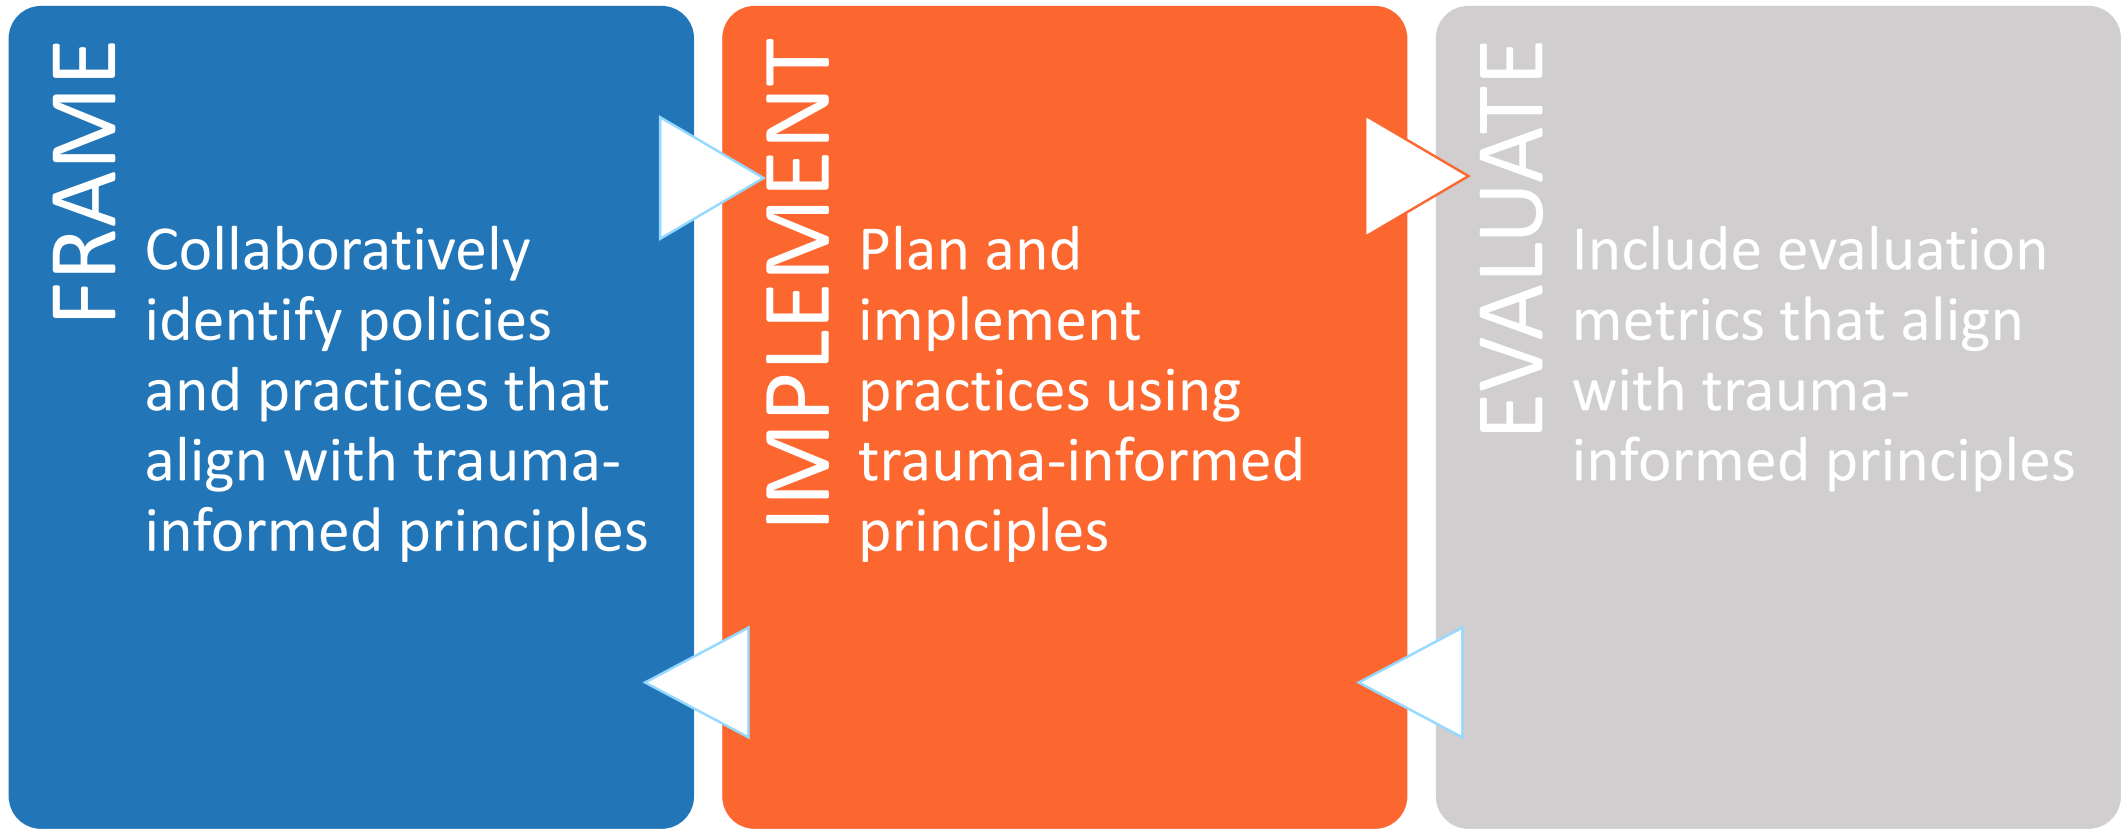 FRAME
Collaboratively
identify policies
and practices that
align with trauma-
informed principles
IMPLEMENT
Plan and
implement
practices using
trauma-informed
principles
EVALUATE
Include evaluation
metrics that align
with trauma-
informed principles